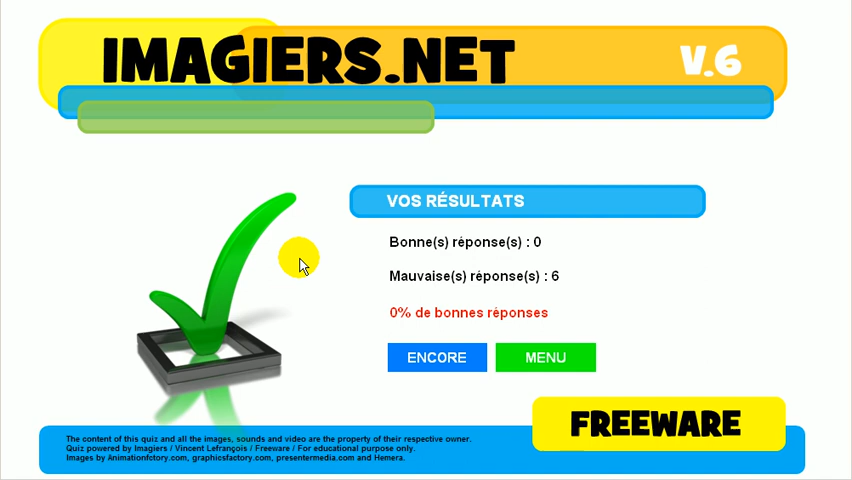 IMAGIERS.NET
V.6
VOS RÉSULTATS
Bonne(s) réponse(s) : 0
Mauvaise(s) réponse(s) : 6
0% de bonnes réponses
ENCORE
MENU
FREEWARE
The content of this quiz and all the images, sounds and video are the property of their respective owner.
Quiz powered by Imagiers / Vincent Lefrançois / Freeware / For educational purpose only.
Images by Animationfctory.com, graphicsfactory.com, presentermedia.com and Hemera.